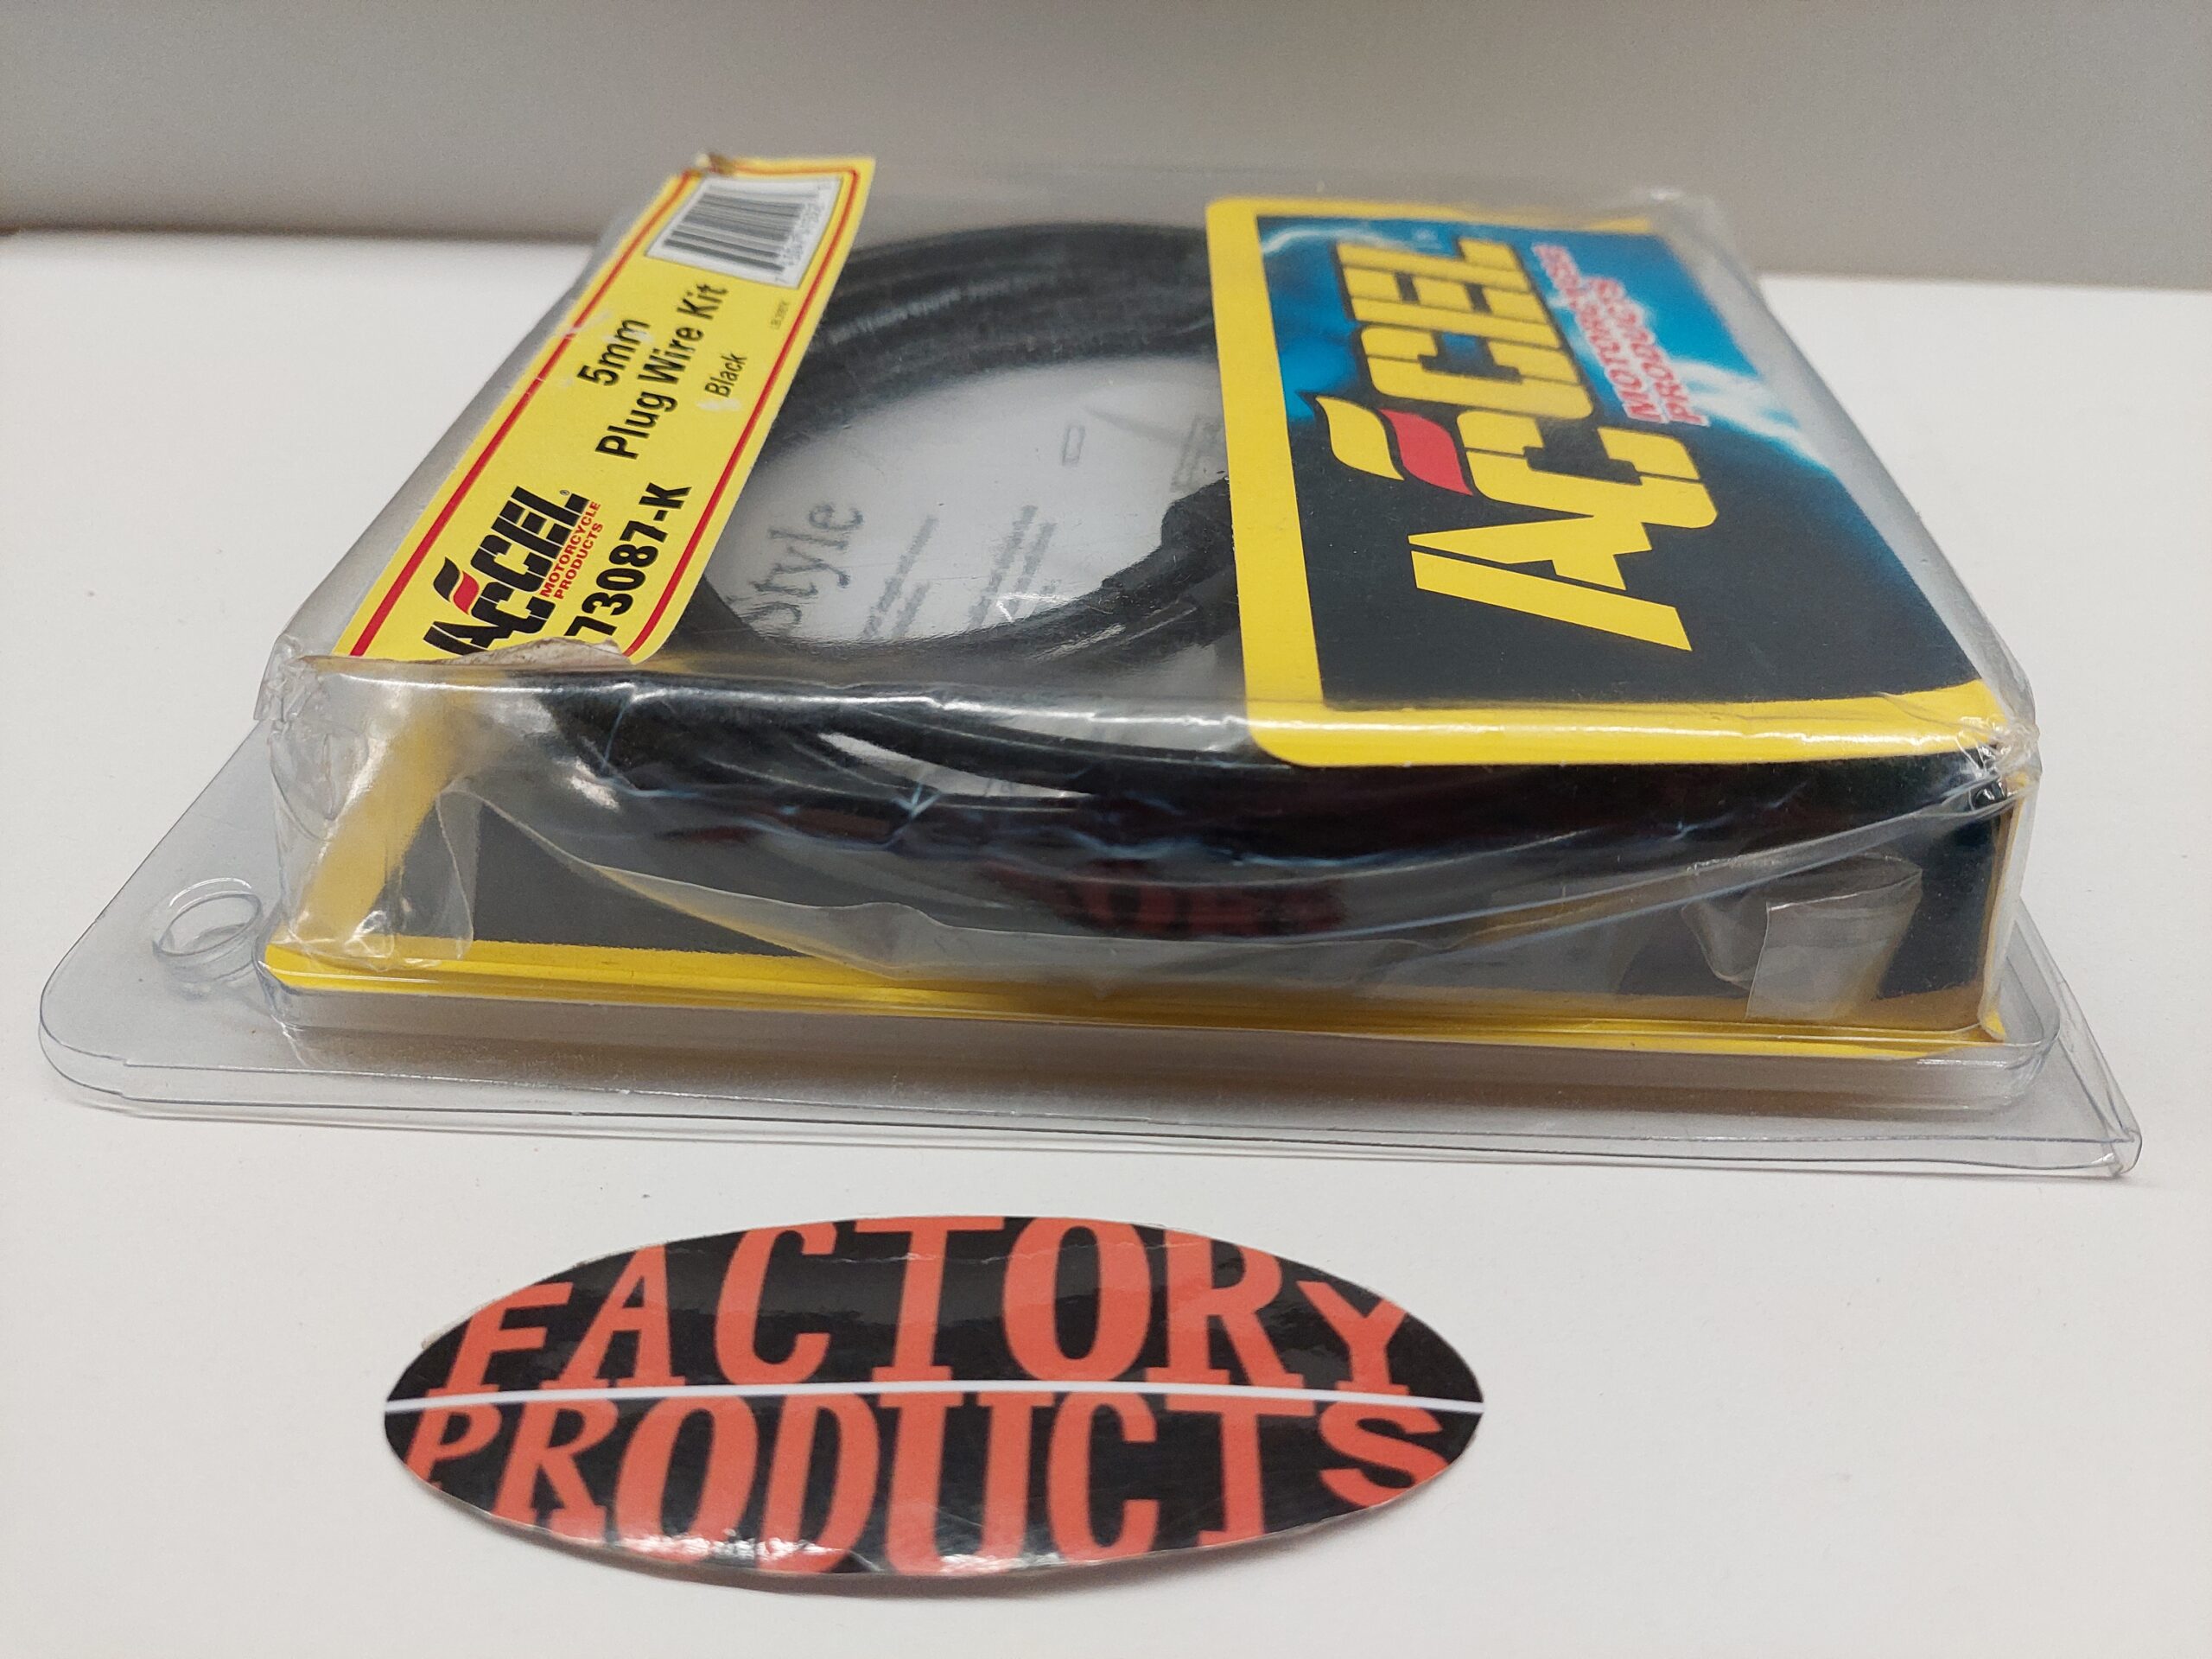 5mm
Plug Wire Kit
Black
ACCEL®
MOTORCYCLE
PRODUCTS
73087-K
Style
ACCEL
MOTORCYCLE
PRODUCTS
FACTORY
PRODUCTS